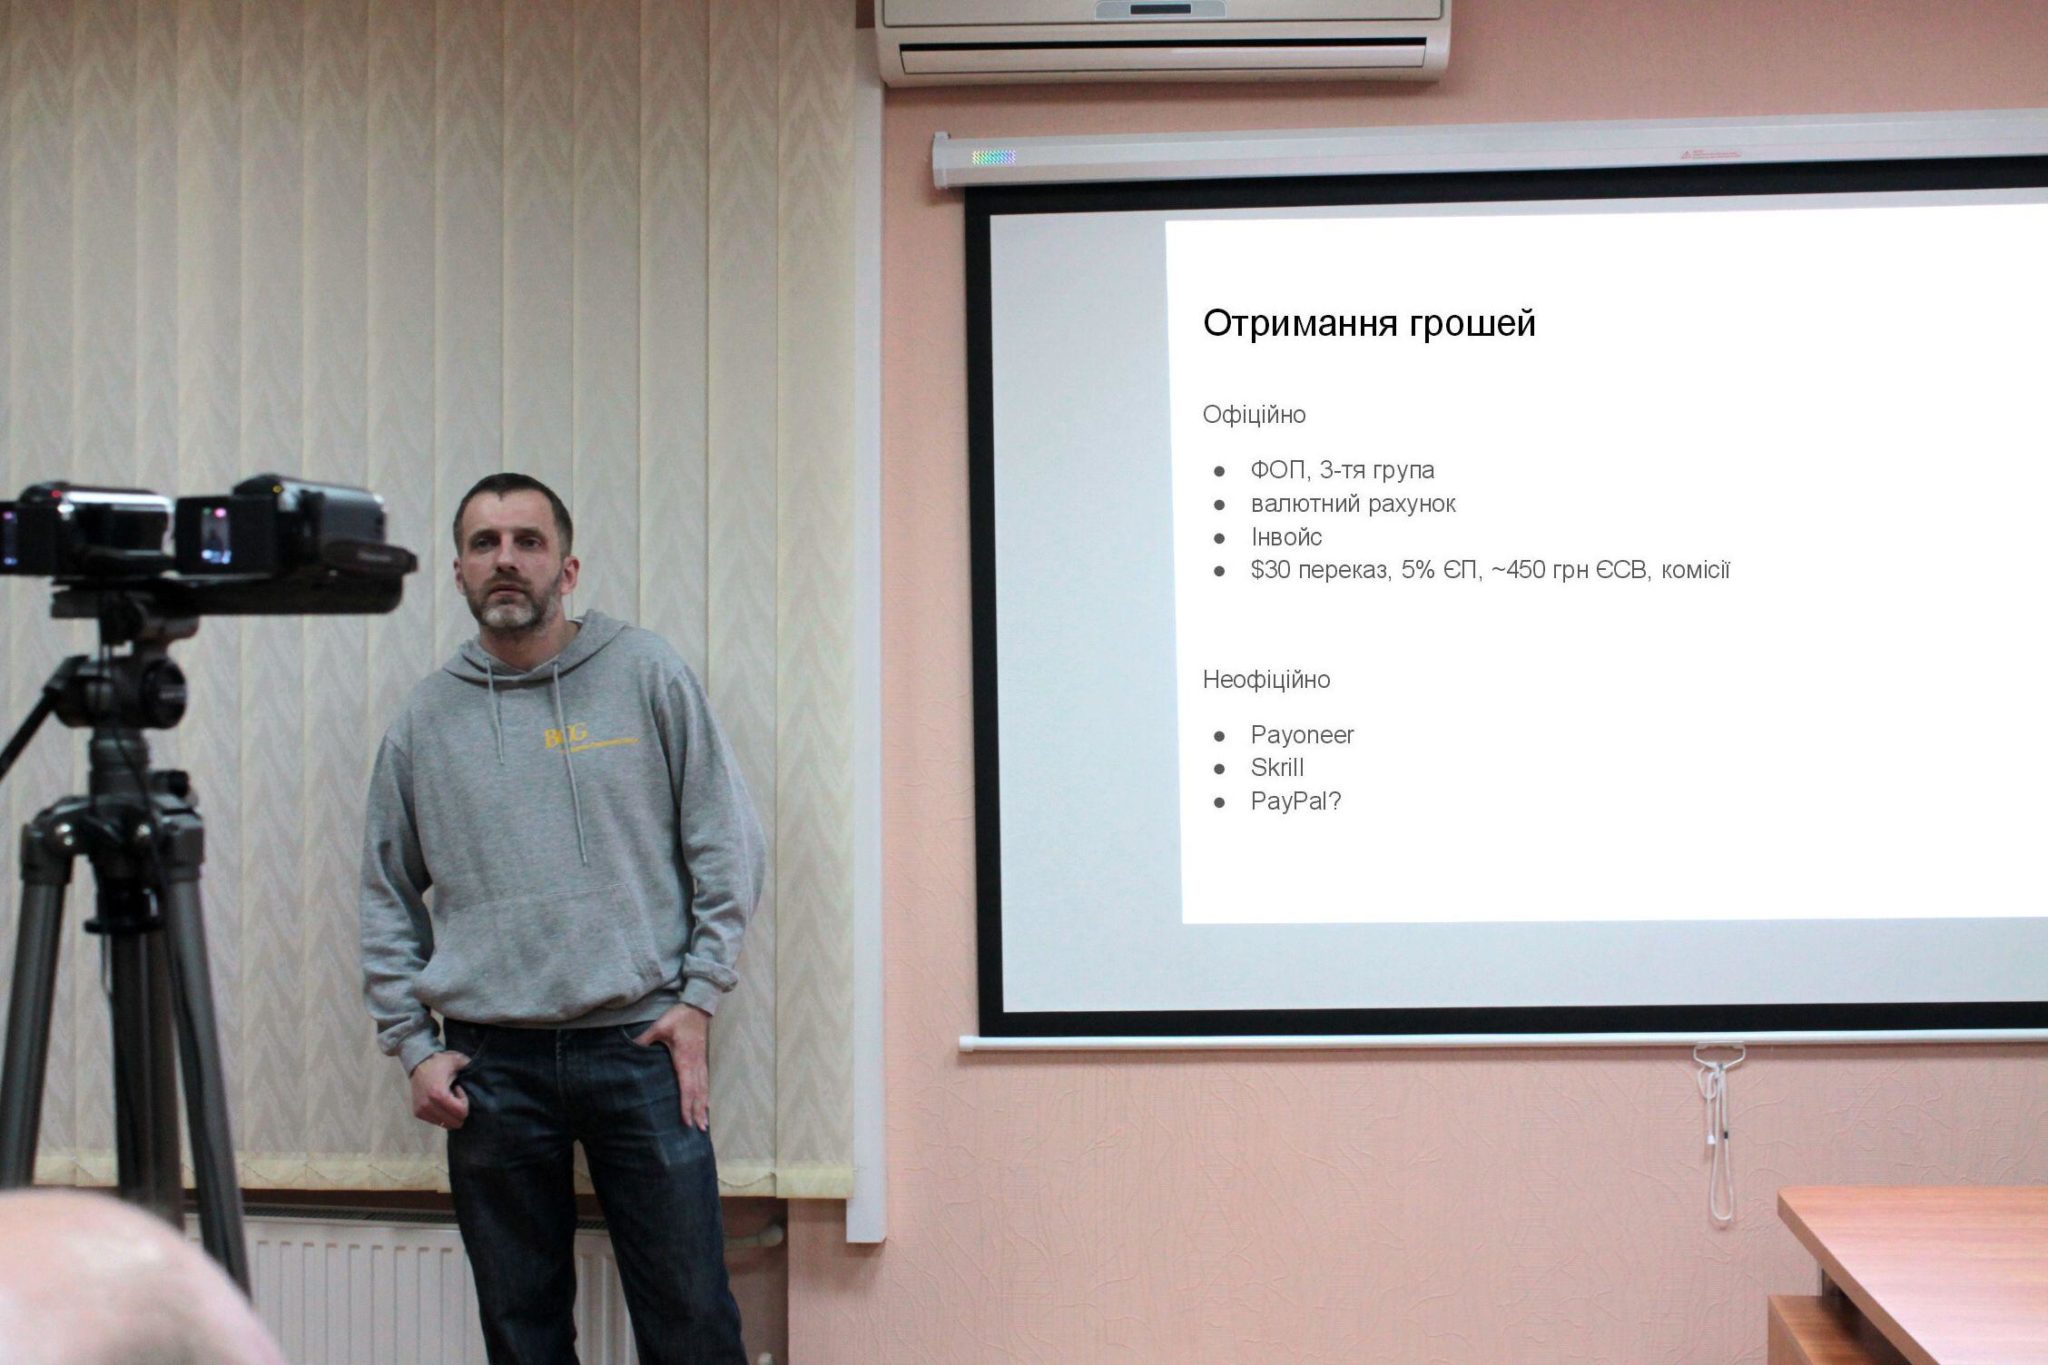 Отримання грошей
Офіційно
● ФОП, 3-тя група
● валютний рахунок
● Інвойс
● $30 переказ, 5% ЄП, ~450 грн ЄСВ, комісії
Неофіційно
● Payoneer
● Skrill
● PayPal?